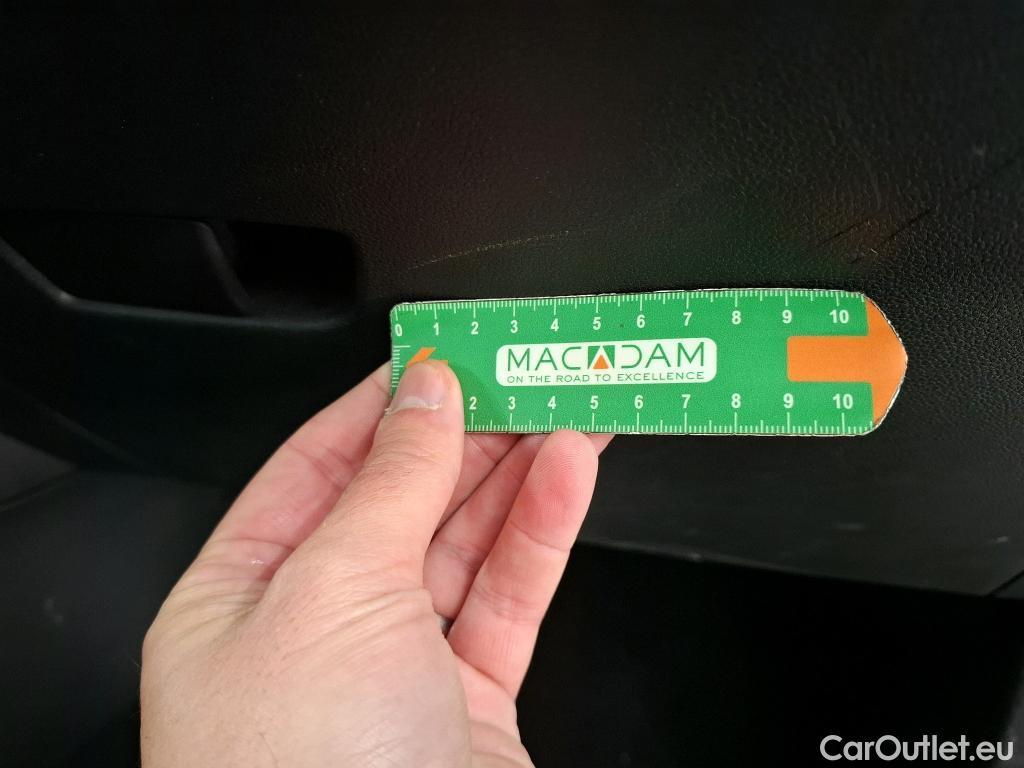 0 1 2 3 4 5 6 7 8 9 10
MACADAM
ON THE ROAD TO EXCELLENCE
2 3 4 5 6 7 8 9 10
CarOutlet.eu